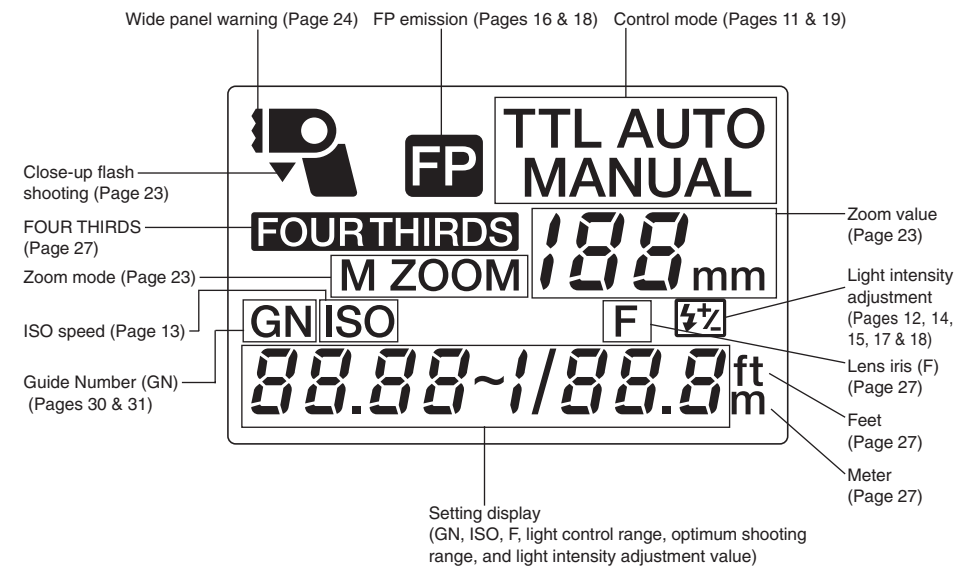 Wide panel warning (Page 24)
FP emission (Pages 16 & 18)
Control mode (Pages 11 & 19)
TTL AUTO
MANUAL
FP
Close-up flash
shooting (Page 23)
FOUR THIRDS
(Page 27)
FOUR THIRDS
188 mm
Zoom value
(Page 23)
Zoom mode (Page 23)
M ZOOM
Light intensity
adjustment
(Pages 12, 14,
15, 17 & 18)
ISO speed (Page 13)
GN ISO
F
+/-
Lens iris (F)
(Page 27)
Guide Number (GN)
(Pages 30 & 31)
88.88~1/88.8
ft
m
Feet
(Page 27)
Meter
(Page 27)
Setting display
(GN, ISO, F, light control range, optimum shooting
range, and light intensity adjustment value)